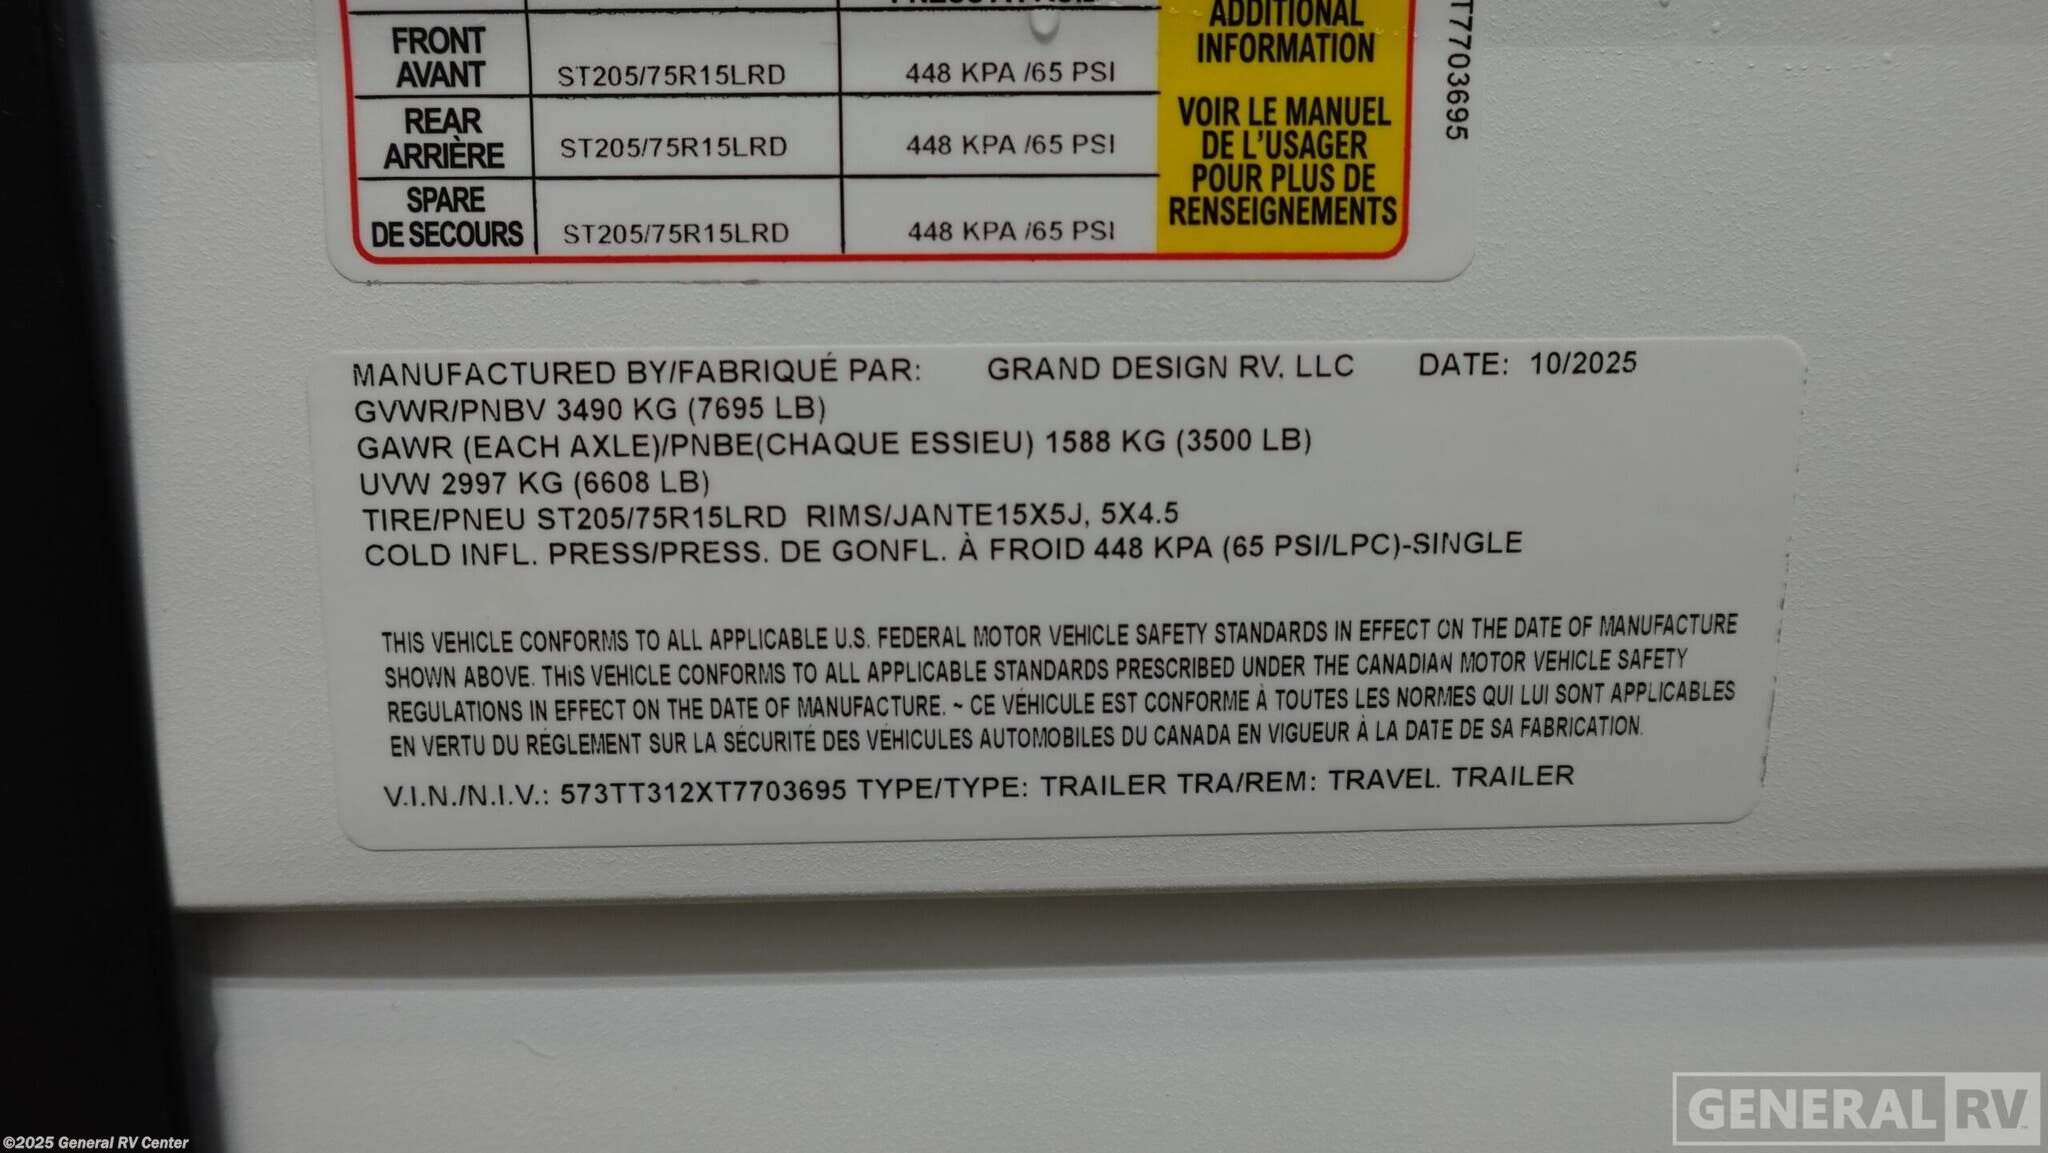 ADDITIONAL
INFORMATION
FRONT
AVANT
ST205/75R15LRD
448 KPA /65 PSI
REAR
ARRIÈRE
ST205/75R15LRD
448 KPA /65 PSI
SPARE
DE SECOURS
ST205/75R15LRD
448 KPA /65 PSI
VOIR LE MANUEL
DE L'USAGER
POUR PLUS DE
RENSEIGNEMENTS
T7703695
MANUFACTURED BY/FABRIQUÉ PAR: GRAND DESIGN RV, LLC DATE: 10/2025
GVWR/PNBV 3490 KG (7695 LB)
GAWR (EACH AXLE)/PNBE(CHAQUE ESSIEU) 1588 KG (3500 LB)
UVW 2997 KG (6608 LB)
TIRE/PNEU ST205/75R15LRD RIMS/JANTE15X5J, 5X4.5
COLD INFL. PRESS/PRESS. DE GONFL. À FROID 448 KPA (65 PSI/LPC)-SINGLE
THIS VEHICLE CONFORMS TO ALL APPLICABLE U.S. FEDERAL MOTOR VEHICLE SAFETY STANDARDS IN EFFECT ON THE DATE OF MANUFACTURE
SHOWN ABOVE. THIS VEHICLE CONFORMS TO ALL APPLICABLE STANDARDS PRESCRIBED UNDER THE CANADIAN MOTOR VEHICLE SAFETY
REGULATIONS IN EFFECT ON THE DATE OF MANUFACTURE. ~ CE VÉHICULE EST CONFORME À TOUTES LES NORMES QUI LUI SONT APPLICABLES
EN VERTU DU RÉGLEMENT SUR LA SÉCURITÉ DES VÉHICULES AUTOMOBILES DU CANADA EN VIGUEUR À LA DATE DE SA FABRICATION.
V.I.N./N.I.V.: 573TT312XT7703695 TYPE/TYPE: TRAILER TRA/REM: TRAVEL TRAILER
GENERAL RV
©2025 General RV Center